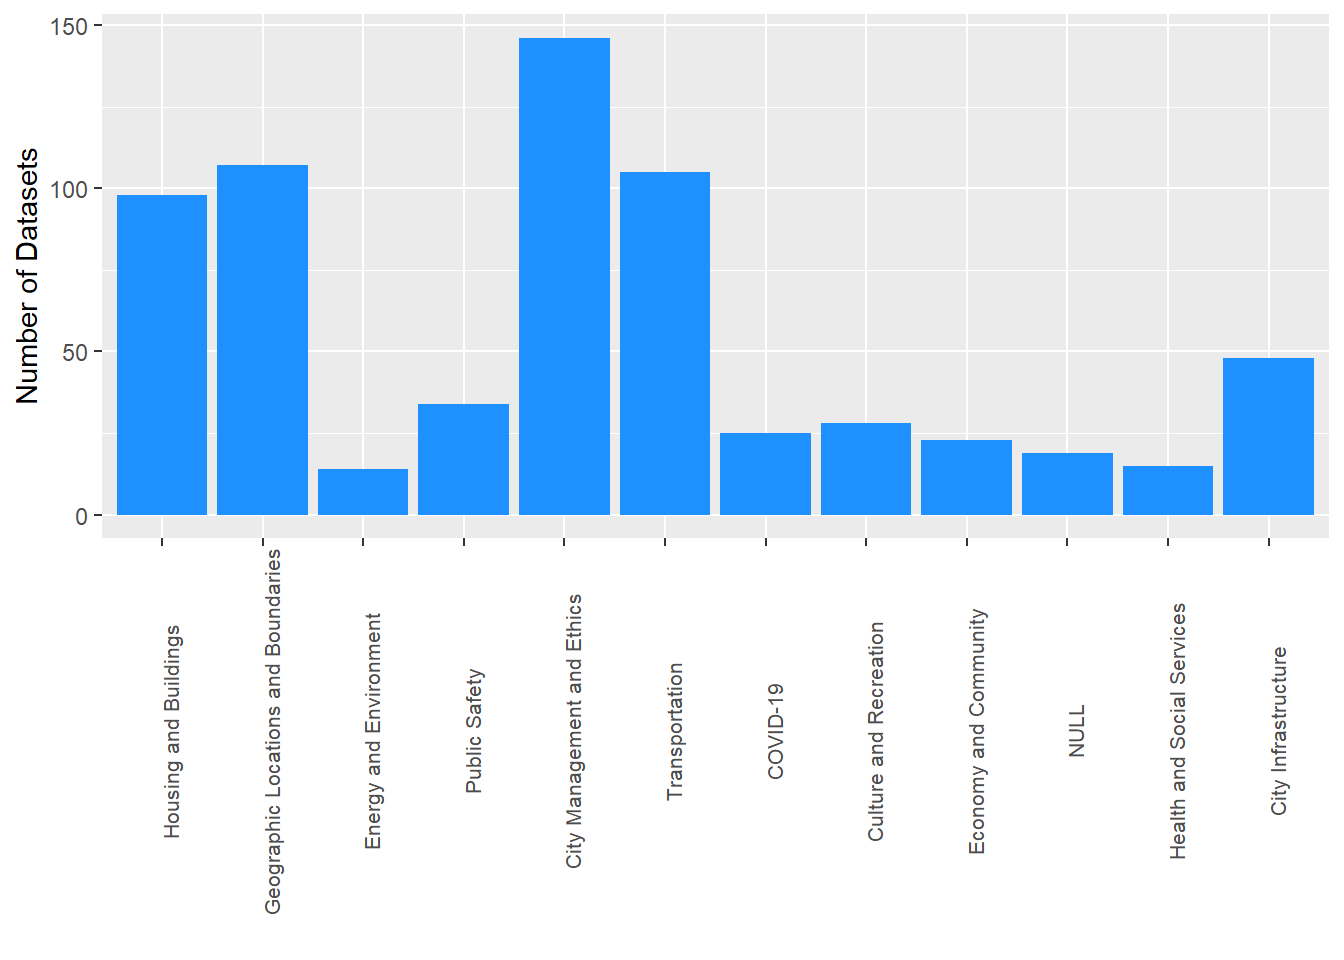 Number of Datasets
150
100
50
0
Housing and Buildings
Geographic Locations and Boundaries
Energy and Environment
Public Safety
City Management and Ethics
Transportation
COVID-19
Culture and Recreation
Economy and Community
NULL
Health and Social Services
City Infrastructure